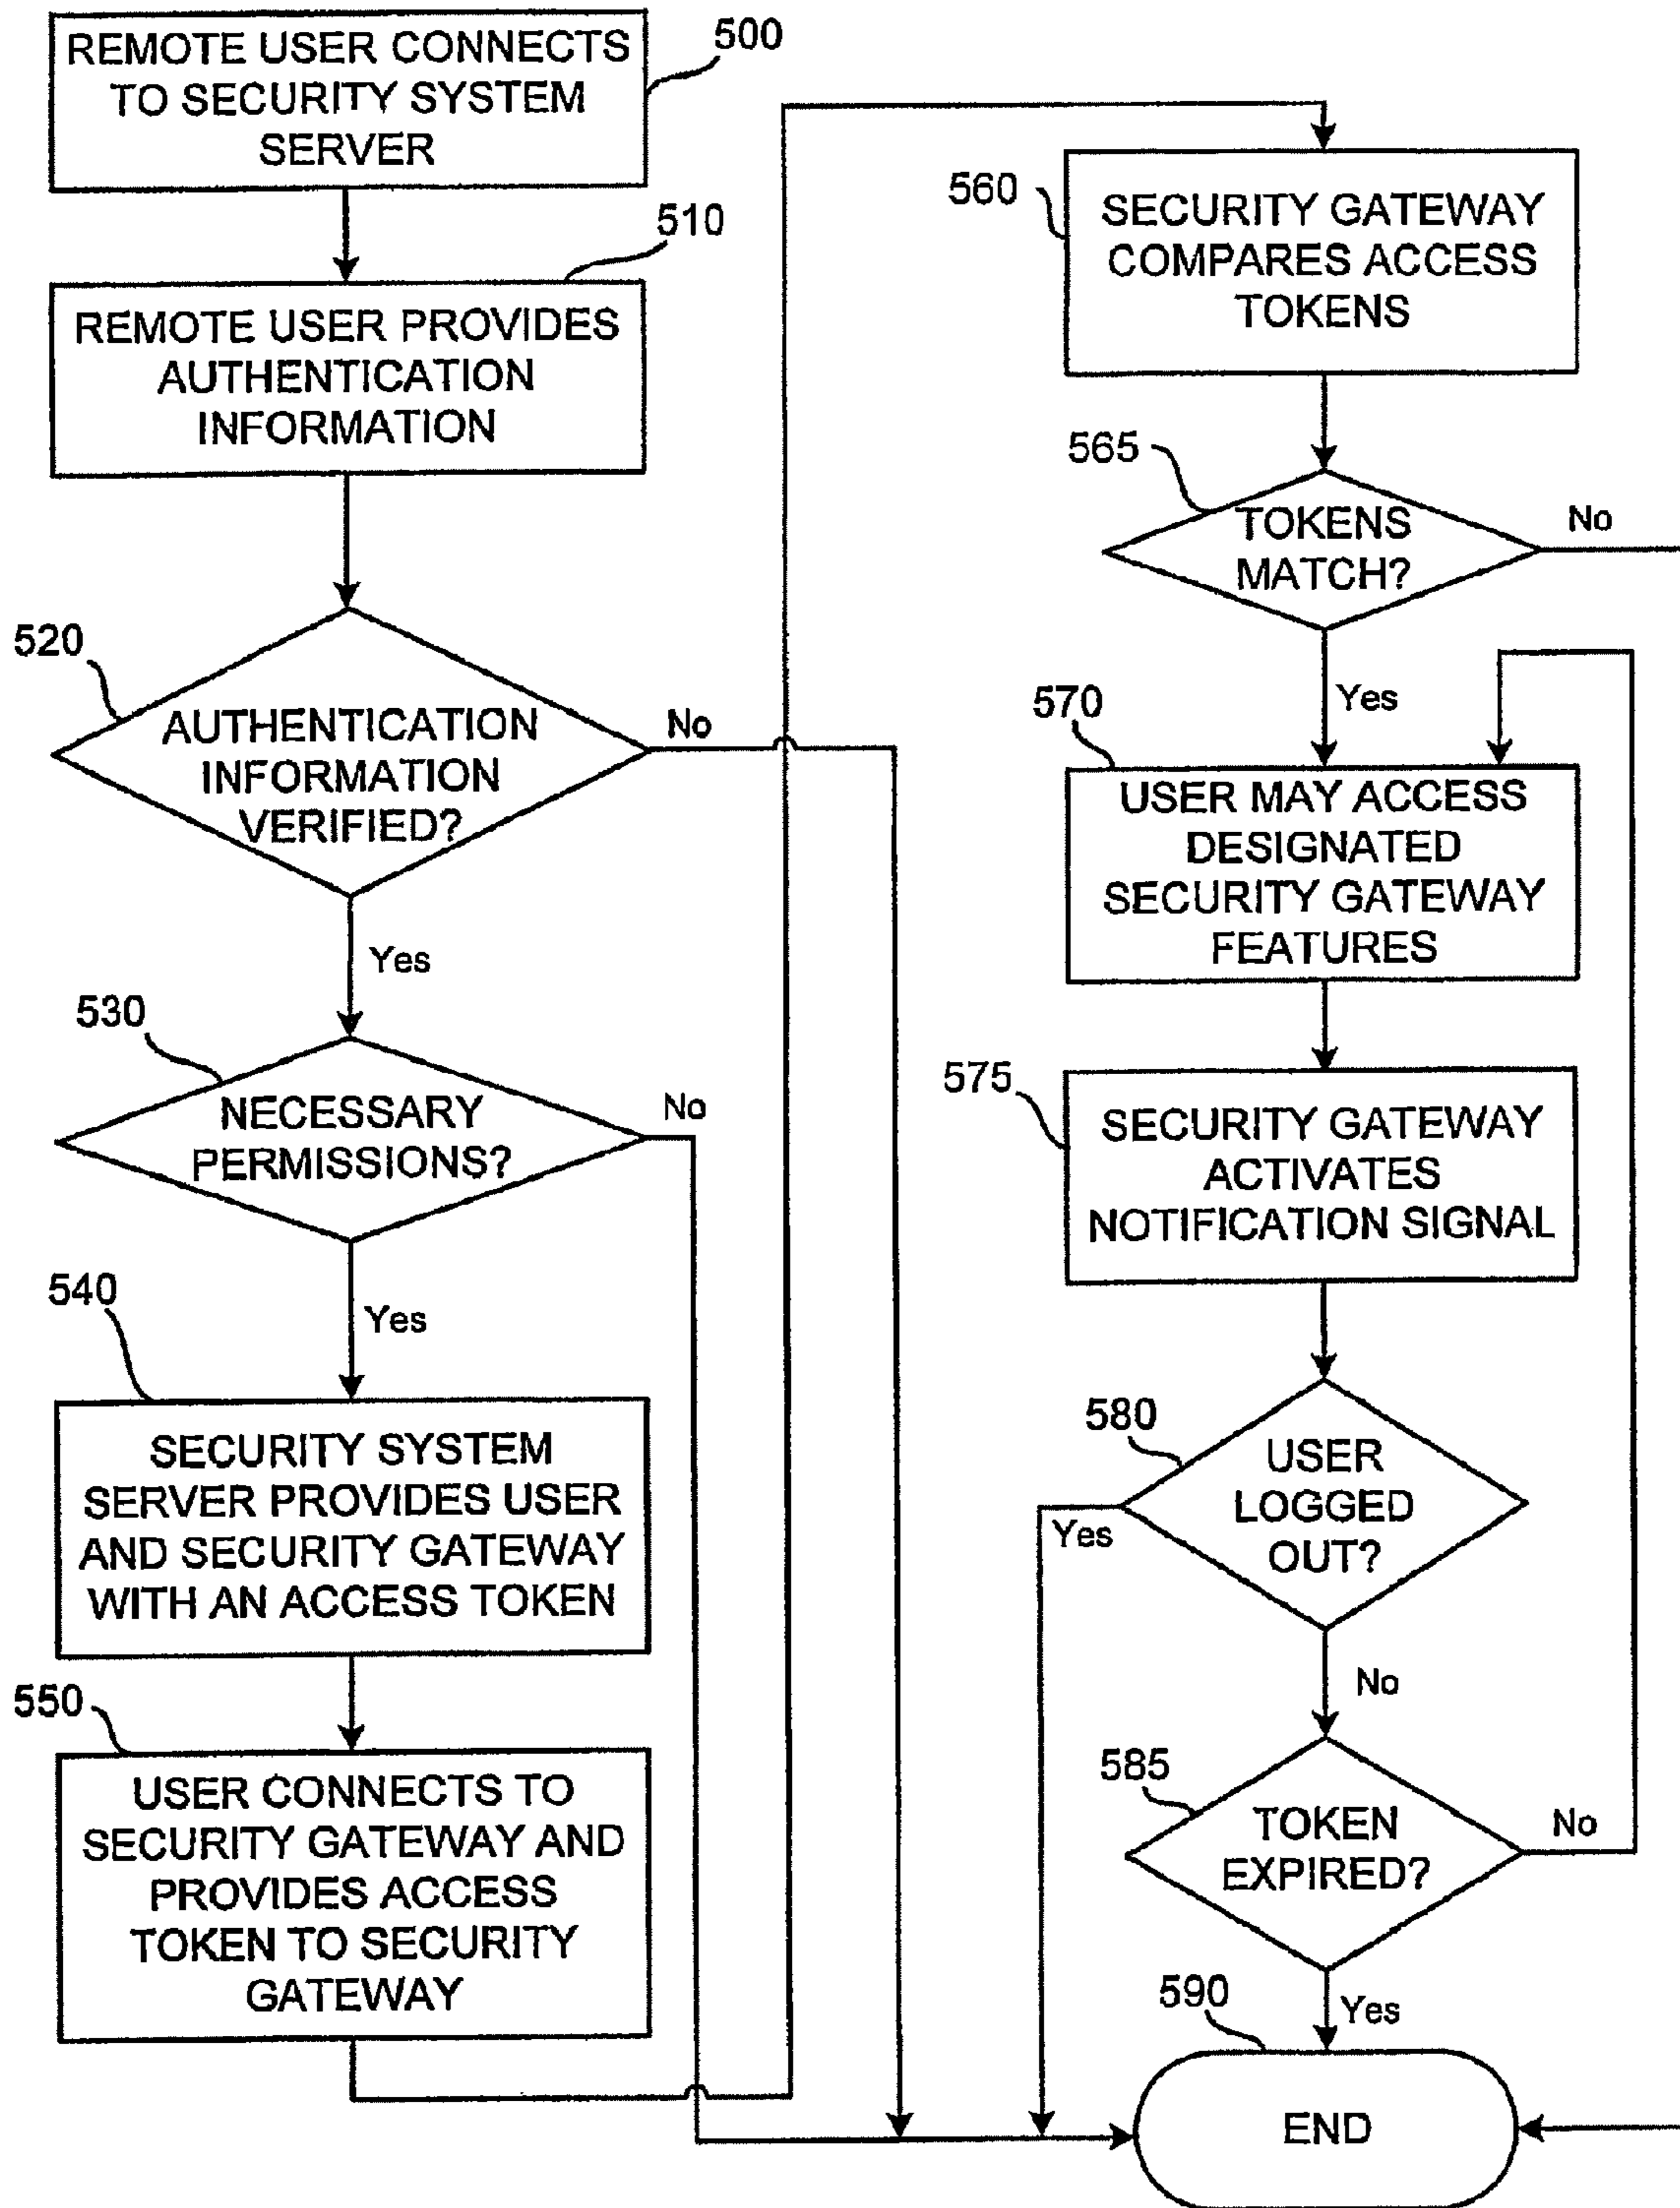 REMOTE USER CONNECTS
TO SECURITY SYSTEM
SERVER
500
510
REMOTE USER PROVIDES
AUTHENTICATION
INFORMATION
520
AUTHENTICATION
INFORMATION
VERIFIED?
No
Yes
530
NECESSARY
PERMISSIONS?
No
Yes
540
SECURITY SYSTEM
SERVER PROVIDES USER
AND SECURITY GATEWAY
WITH AN ACCESS TOKEN
550
USER CONNECTS TO
SECURITY GATEWAY AND
PROVIDES ACCESS
TOKEN TO SECURITY
GATEWAY
560
SECURITY GATEWAY
COMPARES ACCESS
TOKENS
565
TOKENS
MATCH?
No
Yes
570
USER MAY ACCESS
DESIGNATED
SECURITY GATEWAY
FEATURES
575
SECURITY GATEWAY
ACTIVATES
NOTIFICATION SIGNAL
580
USER
LOGGED
OUT?
Yes
No
585
TOKEN
EXPIRED?
No
Yes
590
END